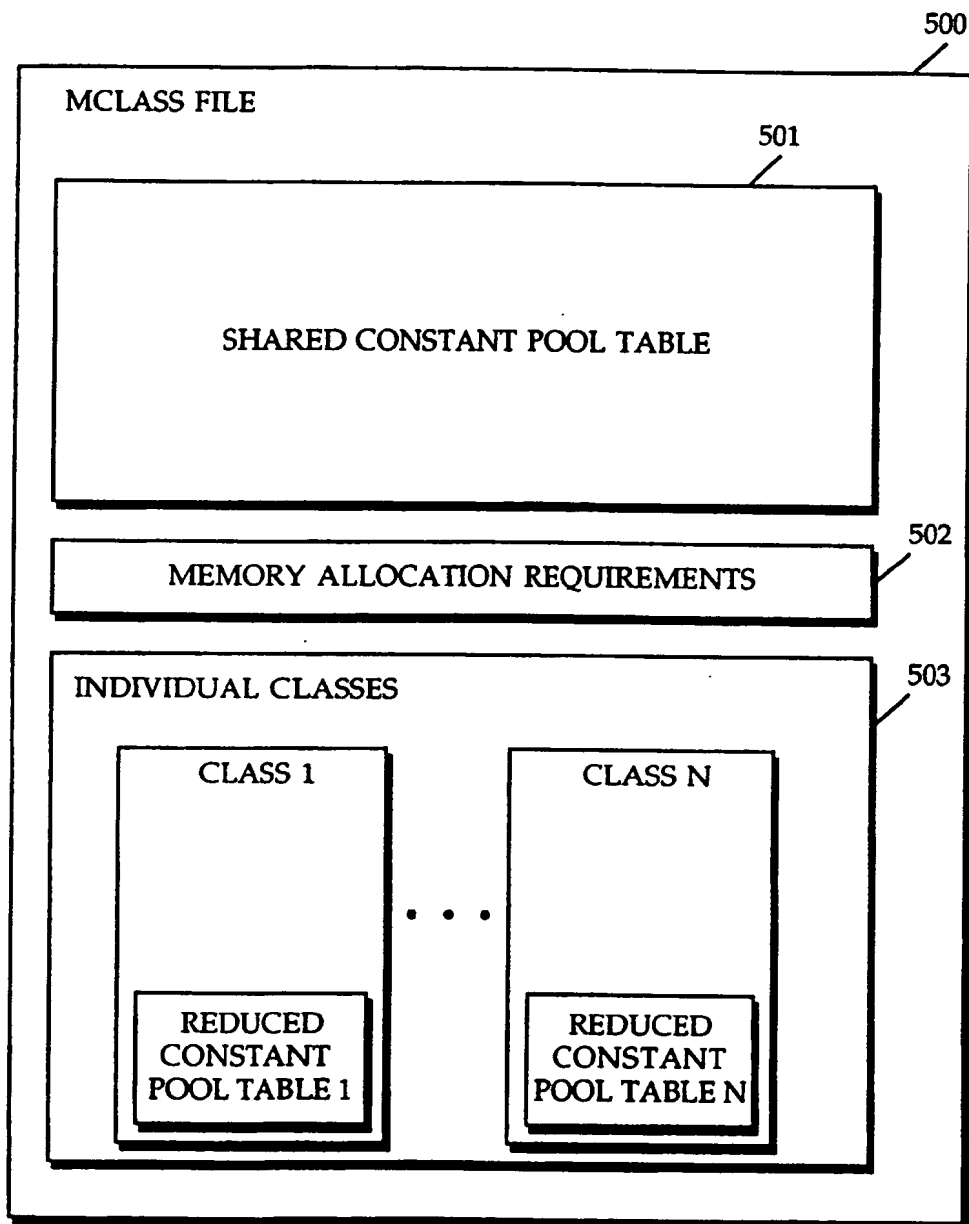 500
MCLASS FILE
501
SHARED CONSTANT POOL TABLE
502
MEMORY ALLOCATION REQUIREMENTS
503
INDIVIDUAL CLASSES
CLASS 1
CLASS N
REDUCED
CONSTANT
POOL TABLE 1
REDUCED
CONSTANT
POOL TABLE N